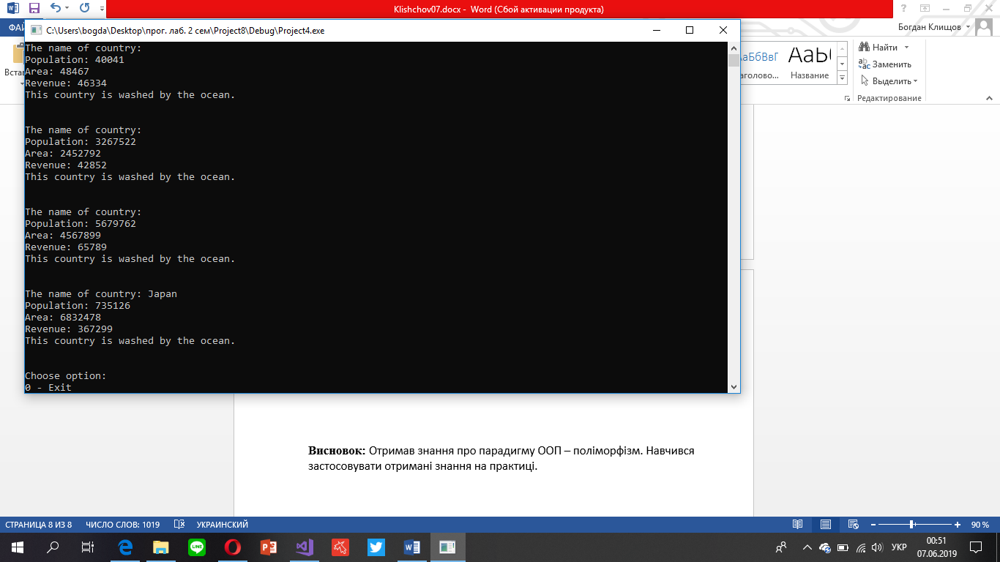 Klishchov07.docx - Word (Сбой активации продукта)
Богдан Клищов
C:\Users\bogda\Desktop\прог. лаб. 2 сем\Project8\Debug\Project4.exe
The name of country:
Population: 40041
Area: 48467
Revenue: 46334
This country is washed by the ocean.
The name of country:
Population: 3267522
Area: 2452792
Revenue: 42852
This country is washed by the ocean.
The name of country:
Population: 5679762
Area: 4567899
Revenue: 65789
This country is washed by the ocean.
The name of country: Japan
Population: 735126
Area: 6832478
Revenue: 367299
This country is washed by the ocean.
Choose option:
0 - Exit
Найти
Заменить
Выделить
Название
Редактирование
Висновок: Отримав знання про парадигму ООП – поліморфізм. Навчився
застосовувати отримані знання на практиці.
СТРАНИЦА 8 ИЗ 8 ЧИСЛО СЛОВ: 1019 УКРАИНСКИЙ 90 %
УКР
00:51
07.06.2019